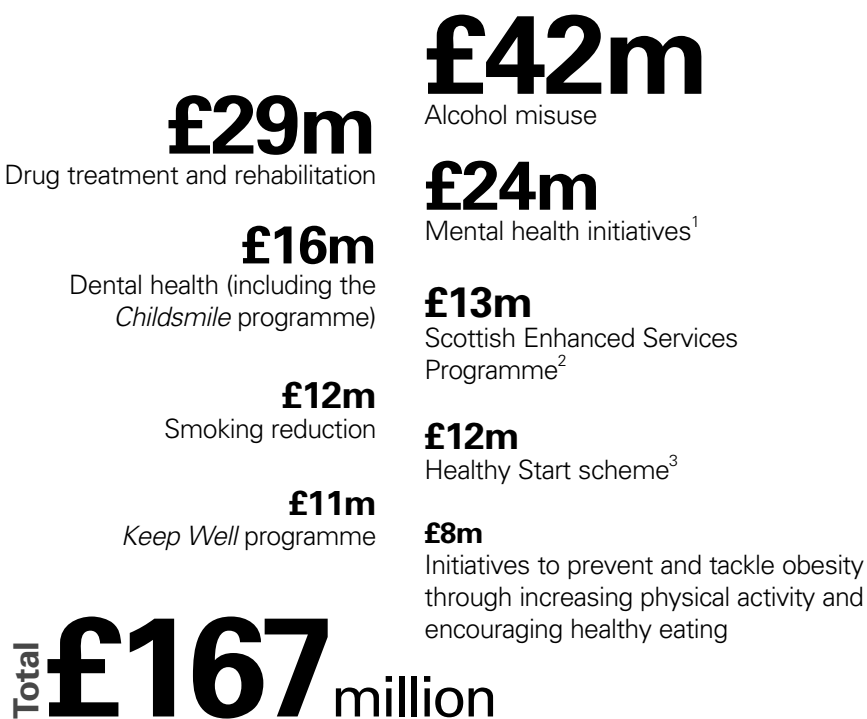 £42m
Alcohol misuse
£29m
Drug treatment and rehabilitation
£24m
Mental health initiatives1
£16m
Dental health (including the
Childsmile programme)
£13m
Scottish Enhanced Services
Programme2
£12m
Smoking reduction
£12m
Healthy Start scheme3
£11m
Keep Well programme
£8m
Initiatives to prevent and tackle obesity
through increasing physical activity and
encouraging healthy eating
Total £167 million